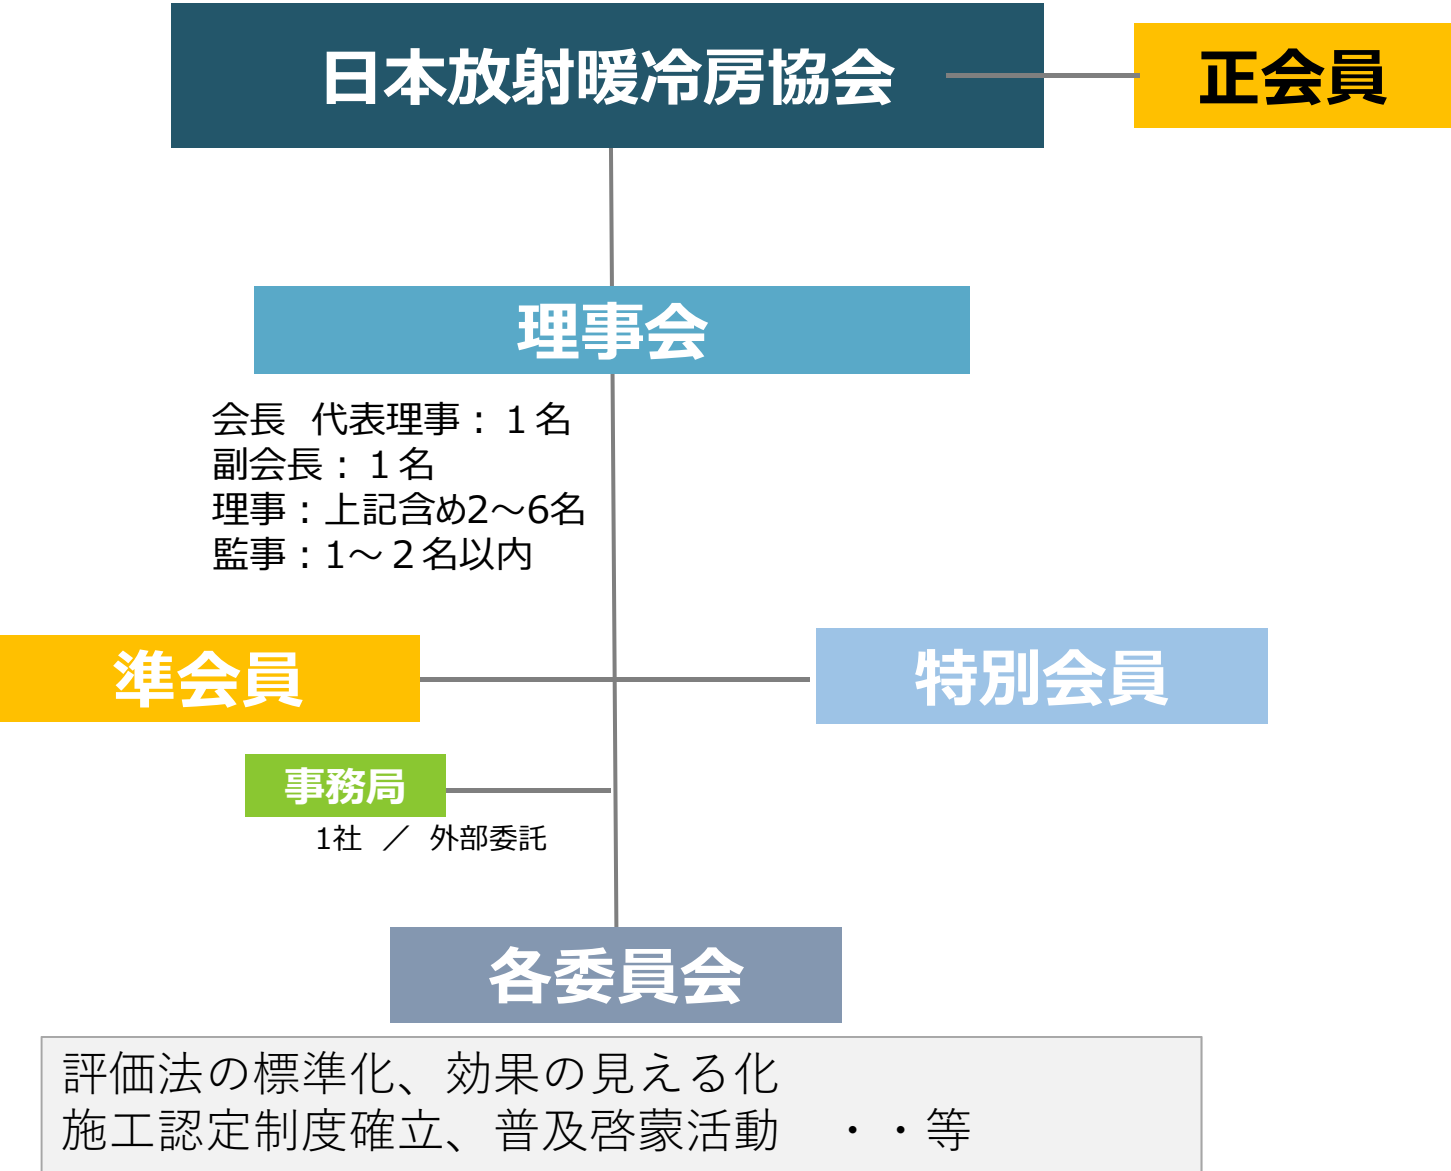 日本放射暖冷房協会
正会員
理事会
会長　代表理事：１名
副会長：１名
理事：上記含め2～6名
監事：1～２名以内
準会員
特別会員
事務局
1社　／　外部委託
各委員会
評価法の標準化、効果の見える化
施工認定制度確立、普及啓蒙活動　・・等